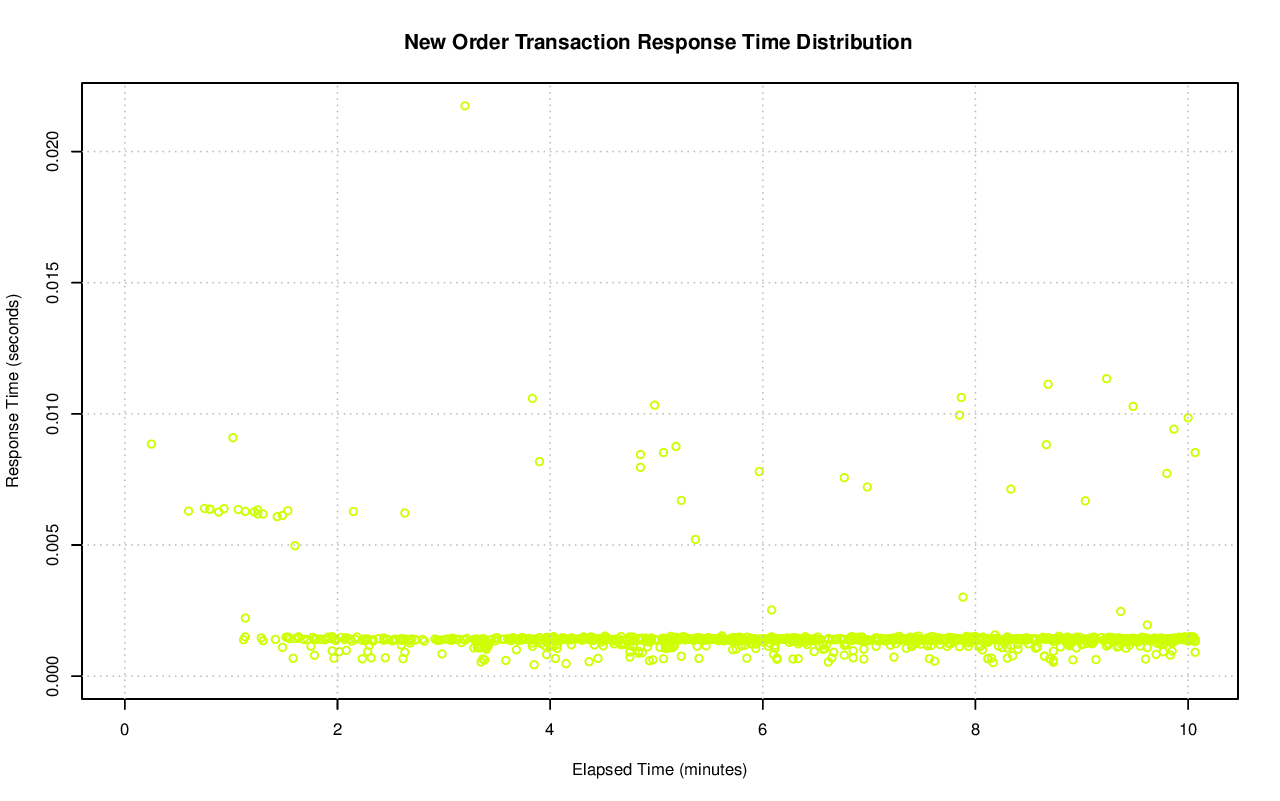 New Order Transaction Response Time Distribution
Response Time (seconds)
0.020
0.015
0.010
0.005
0.000
0 2 4 6 8 10
Elapsed Time (minutes)